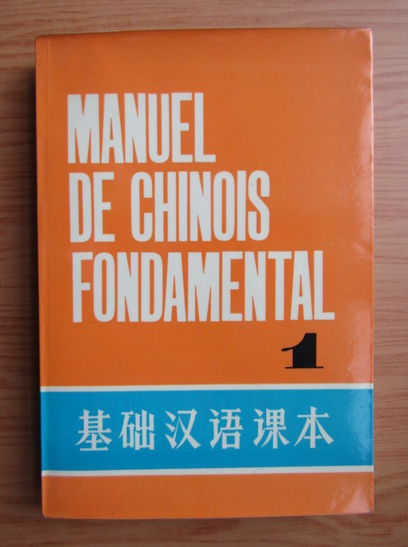 MANUEL
DE CHINOIS
FONDAMENTAL
1
基础汉语课本